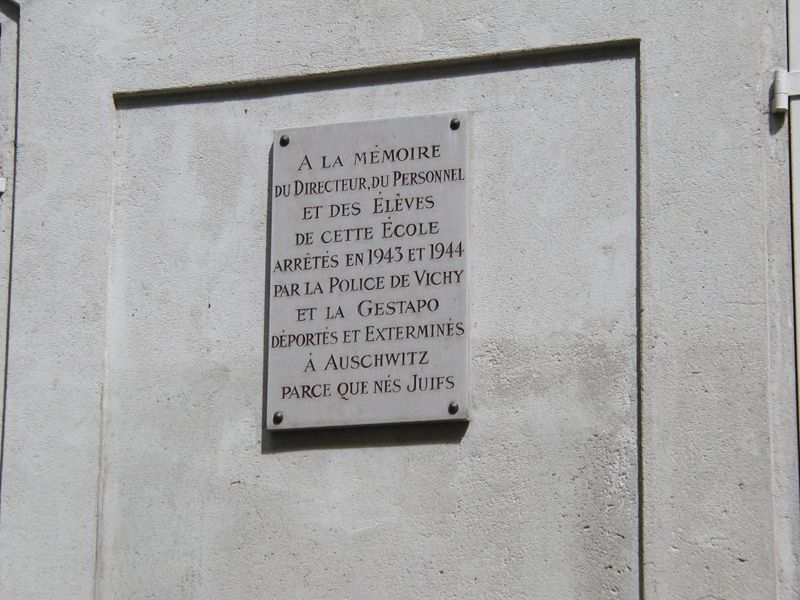 A LA MÉMOIRE
DU DIRECTEUR, DU PERSONNEL
ET DES ÉLÈVES
DE CETTE ÉCOLE
ARRÊTÉS EN 1943 ET 1944
PAR LA POLICE DE VICHY
ET LA GESTAPO
DÉPORTÉS ET EXTERMINÉS
À AUSCHWITZ
PARCE QUE NÉS JUIFS